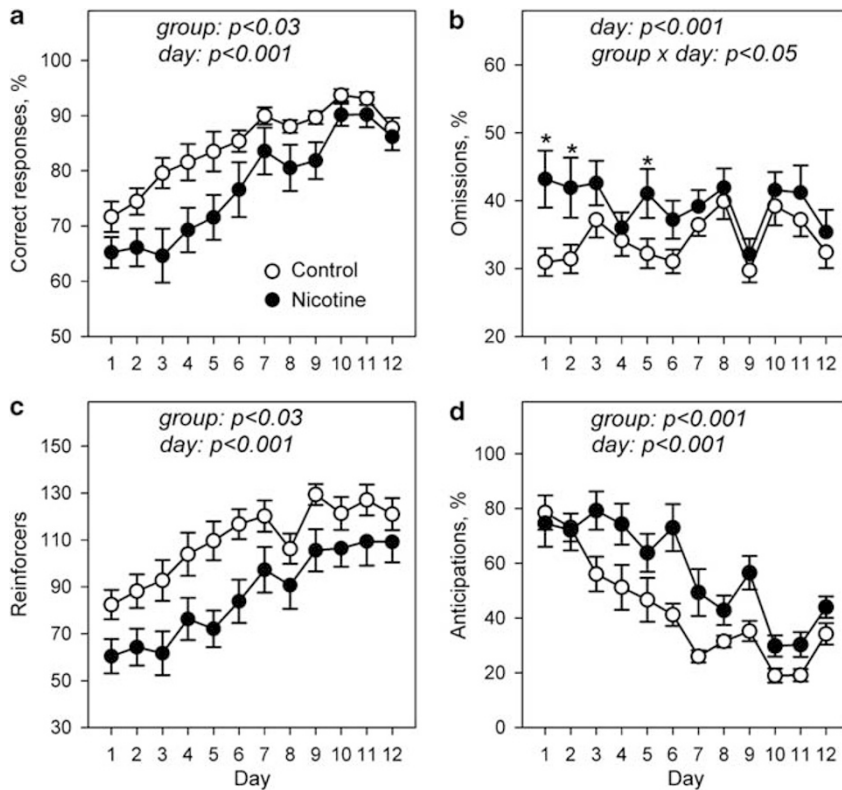 a
group: p<0.03
day: p<0.001
Correct responses, %
100
90
80
70
60
50
Control
Nicotine
1 2 3 4 5 6 7 8 9 10 11 12
b
day: p<0.001
group x day: p<0.05
Omissions, %
60
50
40
30
20
* * *
1 2 3 4 5 6 7 8 9 10 11 12
c
group: p<0.03
day: p<0.001
Reinforcers
150
130
110
90
70
50
30
1 2 3 4 5 6 7 8 9 10 11 12
Day
d
group: p<0.001
day: p<0.001
Anticipations, %
100
80
60
40
20
0
1 2 3 4 5 6 7 8 9 10 11 12
Day